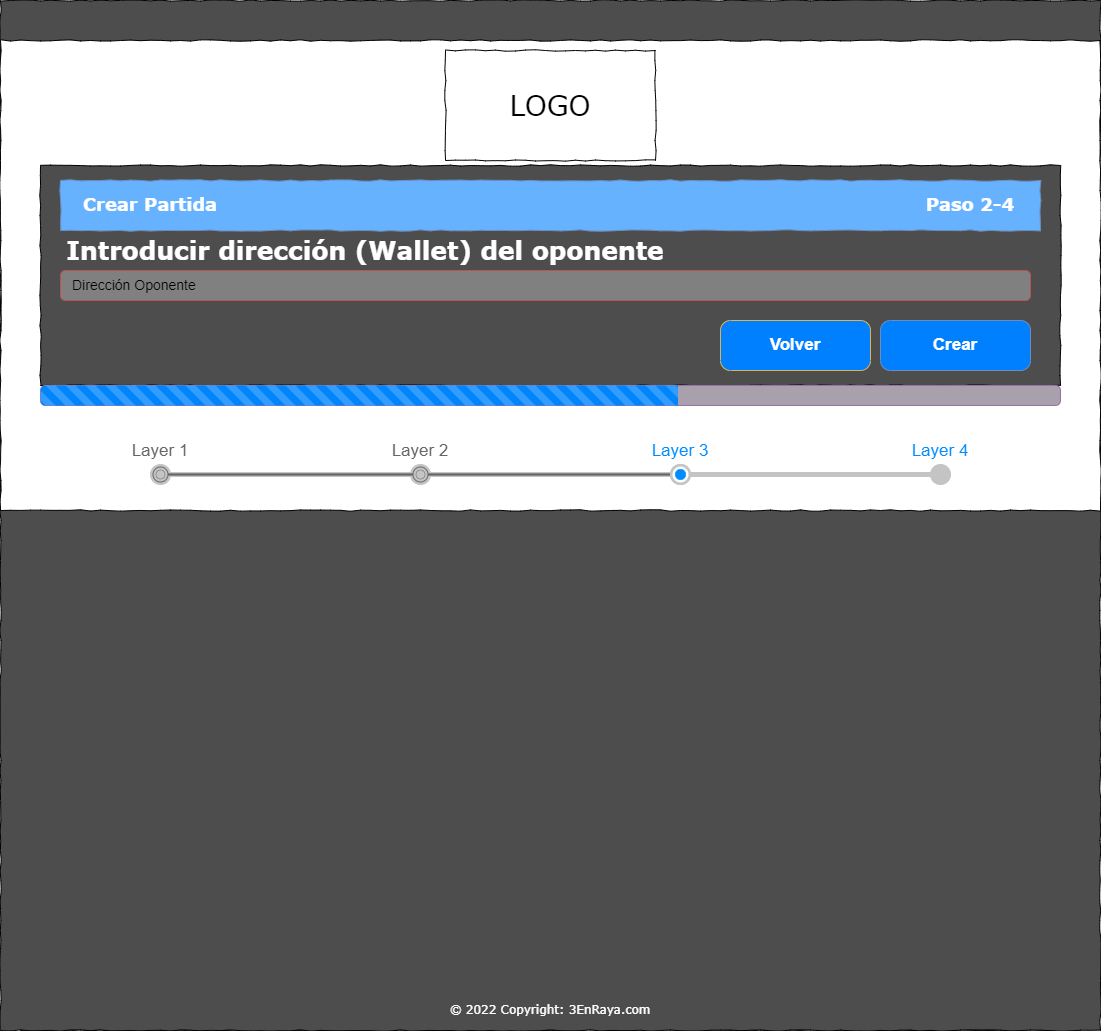 LOGO
Crear Partida
Paso 2-4
Introducir dirección (Wallet) del oponente
Dirección Oponente
Volver
Crear
Layer 1
Layer 2
Layer 3
Layer 4
© 2022 Copyright: 3EnRaya.com